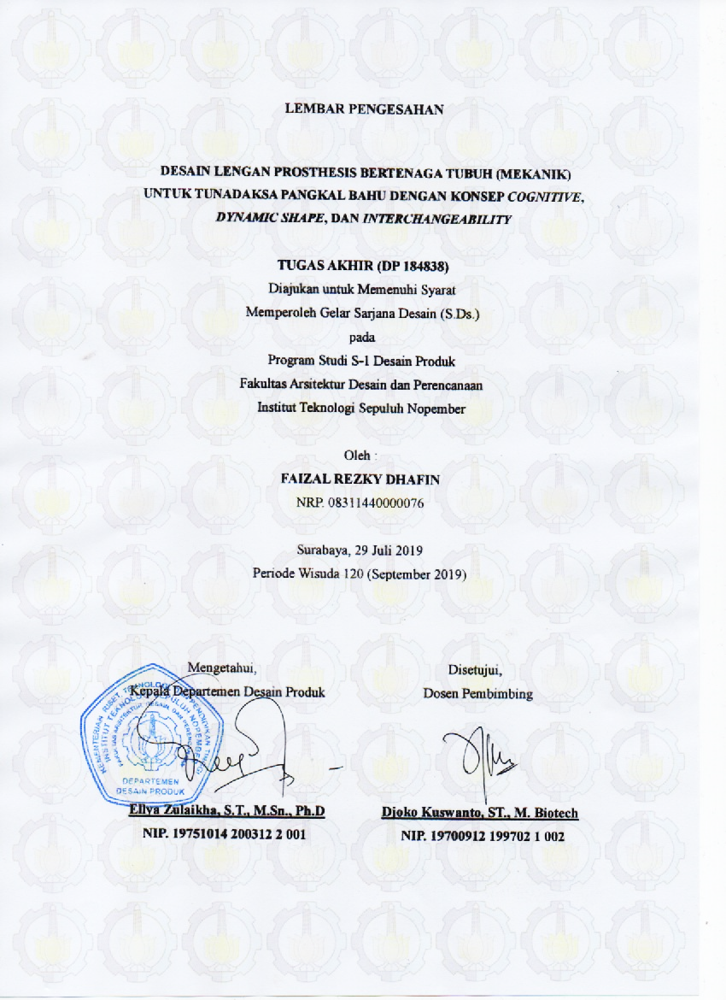 LEMBAR PENGESAHAN
DESAIN LENGAN PROSTHESIS BERTENAGA TUBUH (MEKANIK)
UNTUK TUNADAKSA PANGKAL BAHU DENGAN KONSEP COGNITIVE,
DYNAMIC SHAPE, DAN INTERCHANGEABILITY
TUGAS AKHIR (DP 184838)
Diajukan untuk Memenuhi Syarat
Memperoleh Gelar Sarjana Desain (S.Ds.)
pada
Program Studi S-1 Desain Produk
Fakultas Arsitektur Desain dan Perencanaan
Institut Teknologi Sepuluh Nopember
Oleh :
FAIZAL REZKY DHAFIN
NRP. 08311440000076
Surabaya, 29 Juli 2019
Periode Wisuda 120 (September 2019)
Mengetahui,
Kepala Departemen Desain Produk
KEMENTERIAN RISET, TEKNOLOGI PENDIDIKAN TINGGI
INSTITUT TEKNOLOGI SEPULUH NOPEMBER
FAKULTAS ARSITEKTUR, DESAIN, DAN
DEPARTEMEN
DESAIN PRODUK
Ellya Zulaikha, S.T., M.Sn., Ph.D
NIP. 19751014 200312 2 001
Disetujui,
Dosen Pembimbing
Djoko Kuswanto, ST., M. Biotech
NIP. 19700912 199702 1 002